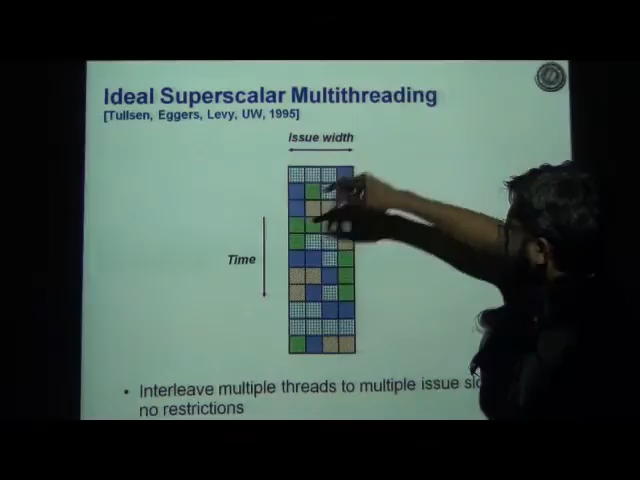 Ideal Superscalar Multithreading
[Tullsen, Eggers, Levy, UW, 1995]
Issue width
Time
• Interleave multiple threads to multiple issue
no restrictions